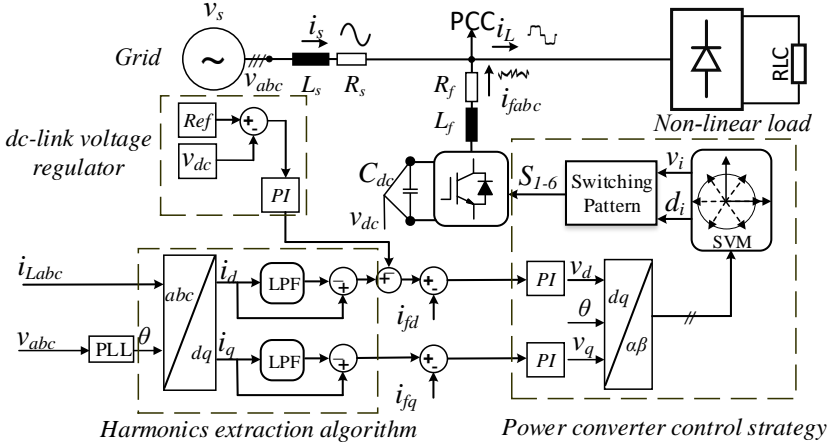 v_s
Grid
~
v_abc
i_s
L_s
R_s
PCC
i_L
R_f
L_f
i_fabc
RLC
Non-linear load
dc-link voltage
regulator
Ref
v_dc
+
-
PI
C_dc
v_dc
S_1-6
Switching
Pattern
v_i
d_i
SVM
i_Labc
v_abc
PLL
θ
abc
dq
i_d
LPF
-
+
+
+
-
i_fd
i_q
LPF
-
+
+
-
i_fq
PI
v_d
θ
PI
v_q
dq
αβ
Harmonics extraction algorithm
Power converter control strategy